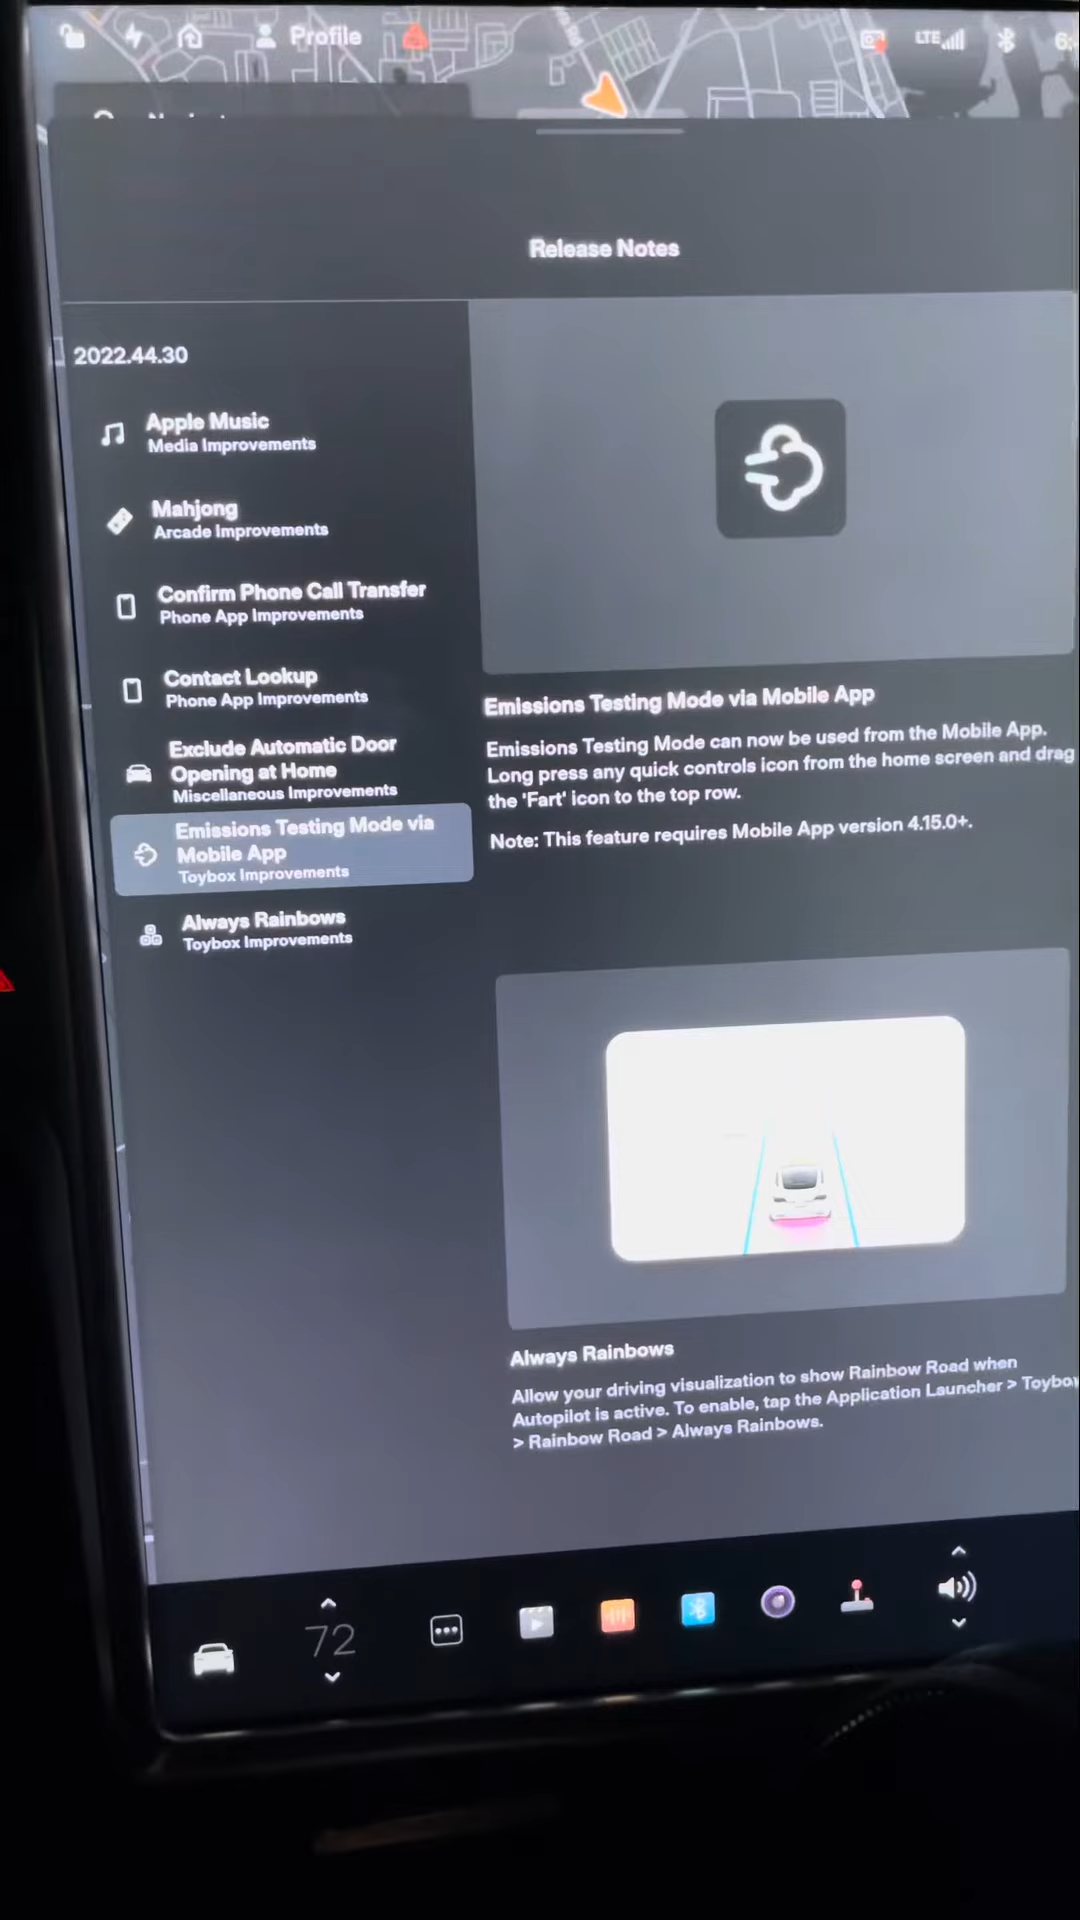 Profile
LTE
6:
Release Notes
2022.44.30
Apple Music
Media Improvements
Mahjong
Arcade Improvements
Confirm Phone Call Transfer
Phone App Improvements
Contact Lookup
Phone App Improvements
Exclude Automatic Door
Opening at Home
Miscellaneous Improvements
Emissions Testing Mode via
Mobile App
Toybox Improvements
Always Rainbows
Toybox Improvements
Emissions Testing Mode via Mobile App
Emissions Testing Mode can now be used from the Mobile App.
Long press any quick controls icon from the home screen and drag
the 'Fart' icon to the top row.
Note: This feature requires Mobile App version 4.15.0+.
Always Rainbows
Allow your driving visualization to show Rainbow Road when
Autopilot is active. To enable, tap the Application Launcher > Toybox
> Rainbow Road > Always Rainbows.
72